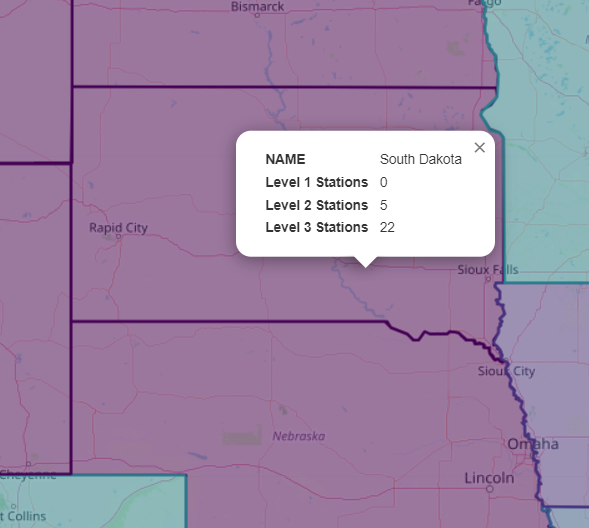 Bismarck
Fargo
NAME South Dakota ×
Level 1 Stations 0
Level 2 Stations 5
Level 3 Stations 22
Rapid City
Sioux Falls
Sioux City
Nebraska
Omaha
Lincoln
Cheyenne
t Collins